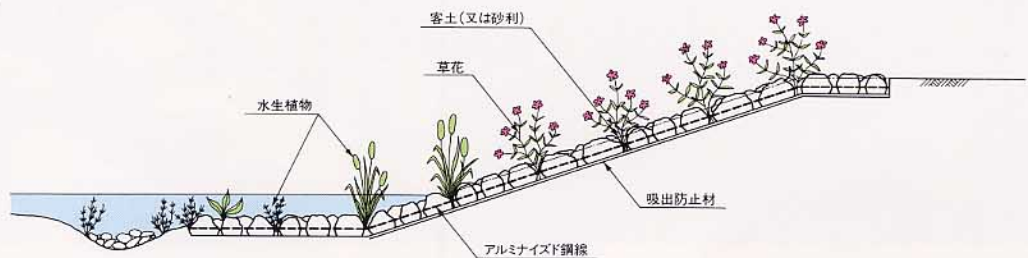 客土(又は砂利)
草花
水生植物
吸出防止材
アルミナイズド鋼線